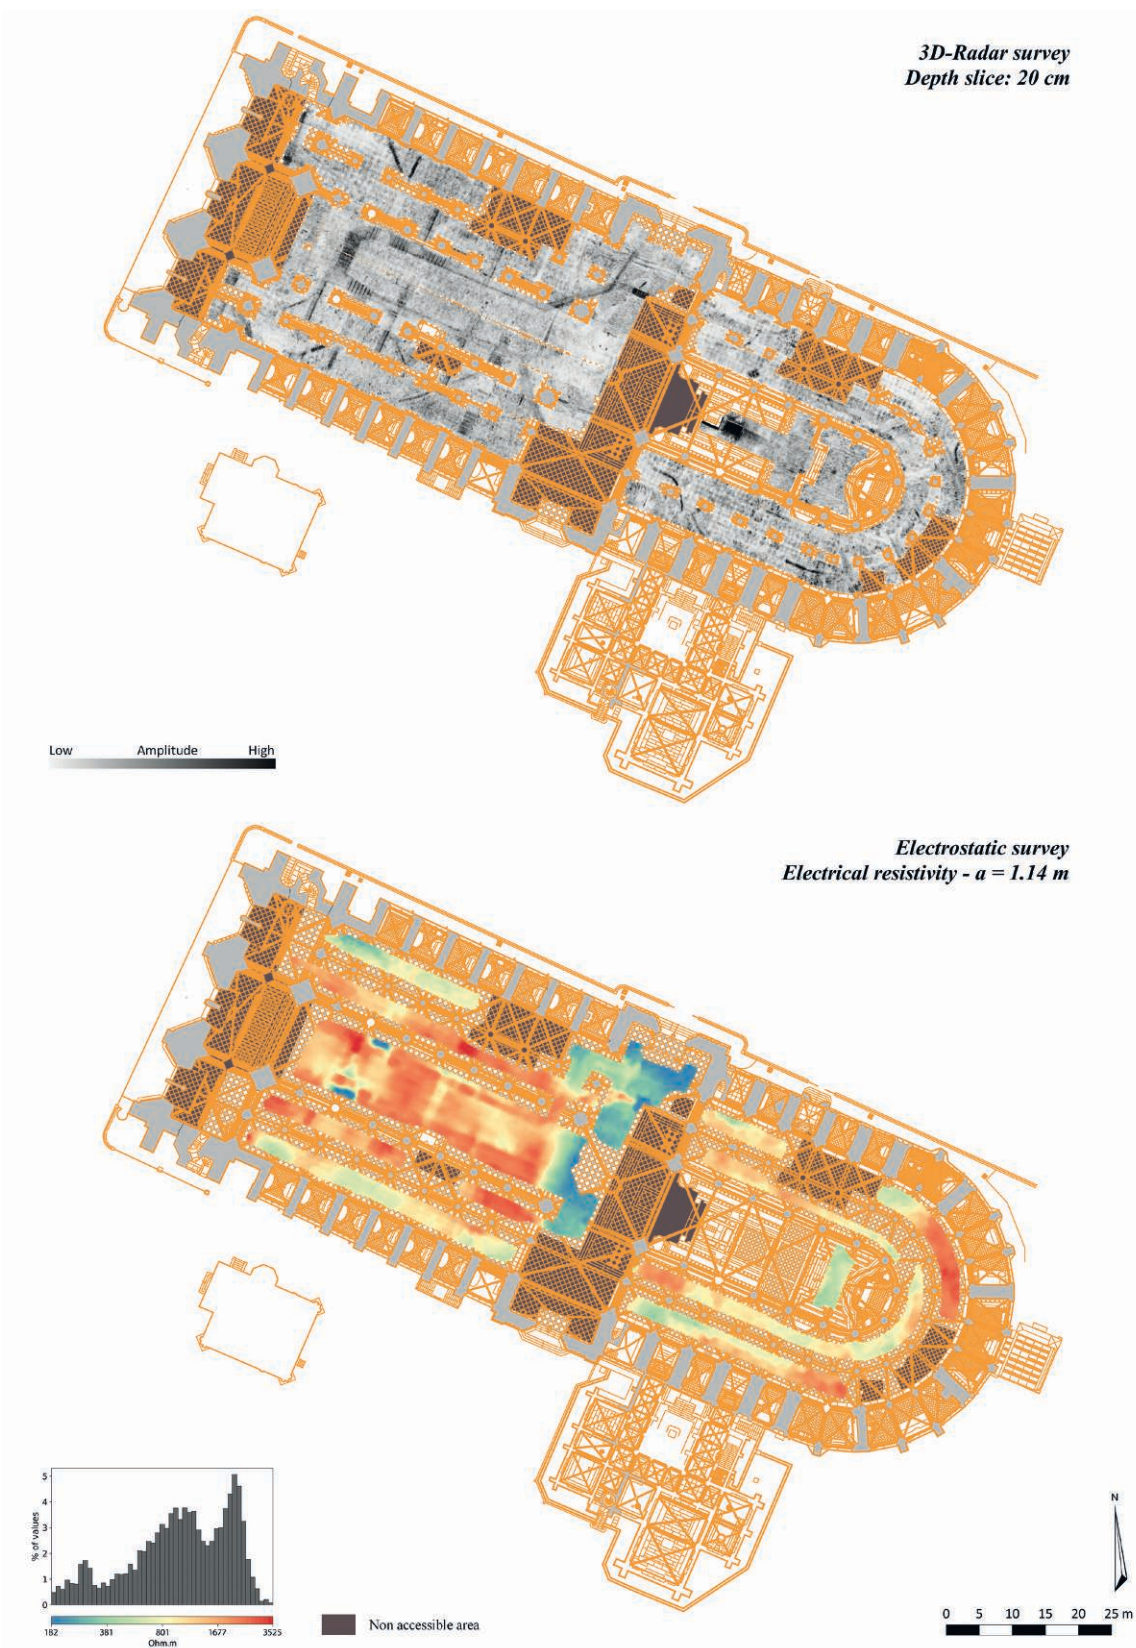 3D-Radar survey
Depth slice: 20 cm
Low Amplitude High
Electrostatic survey
Electrical resistivity - a = 1.14 m
5
4
3
2
1
0
% of values
182 381 801 1677 3525
Ohm.m
Non accessible area
N
0 5 10 15 20 25 m